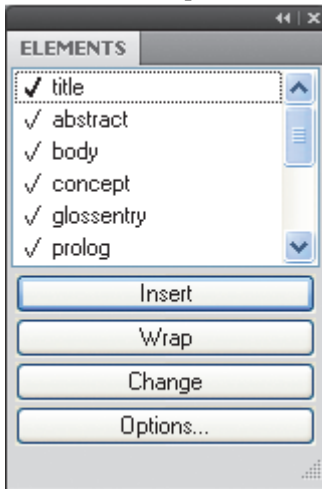 ELEMENTS
title
abstract
body
concept
glossentry
prolog
Insert
Wrap
Change
Options...